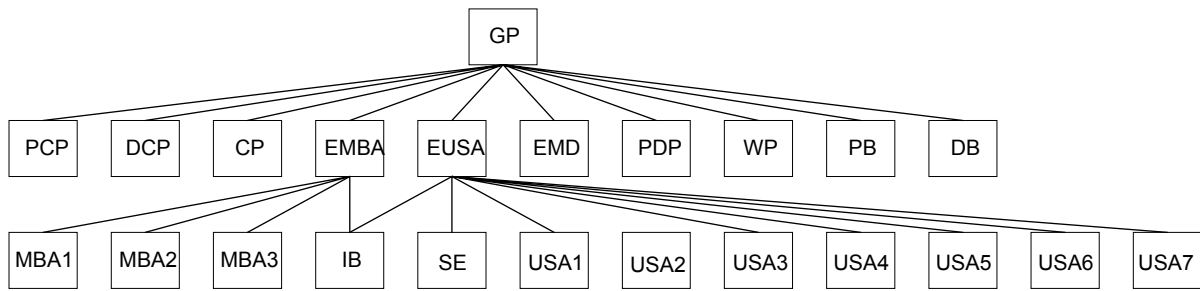 GP
PCP DCP CP EMBA EUSA EMD PDP WP PB DB
MBA1 MBA2 MBA3 IB SE USA1 USA2 USA3 USA4 USA5 USA6 USA7